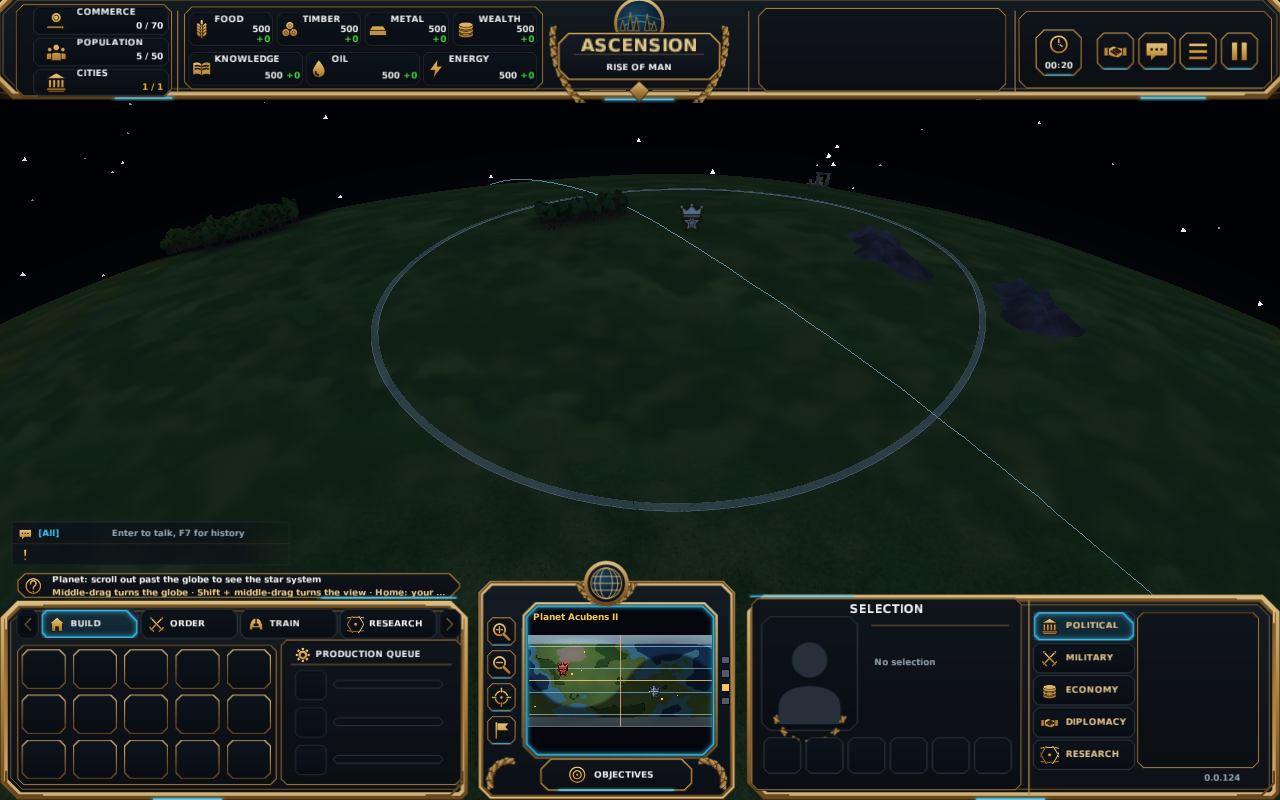 COMMERCE
0 / 70
POPULATION
5 / 50
CITIES
1 / 1
FOOD
500
+0
TIMBER
500
+0
METAL
500
+0
WEALTH
500
+0
KNOWLEDGE
500 +0
OIL
500 +0
ENERGY
500 +0
ASCENSION
RISE OF MAN
00:20
[All] Enter to talk, F7 for history
!
Planet: scroll out past the globe to see the star system
Middle-drag turns the globe · Shift + middle-drag turns the view · Home: your ...
BUILD
ORDER
TRAIN
RESEARCH
PRODUCTION QUEUE
Planet Acubens II
OBJECTIVES
SELECTION
No selection
POLITICAL
MILITARY
ECONOMY
DIPLOMACY
RESEARCH
0.0.124